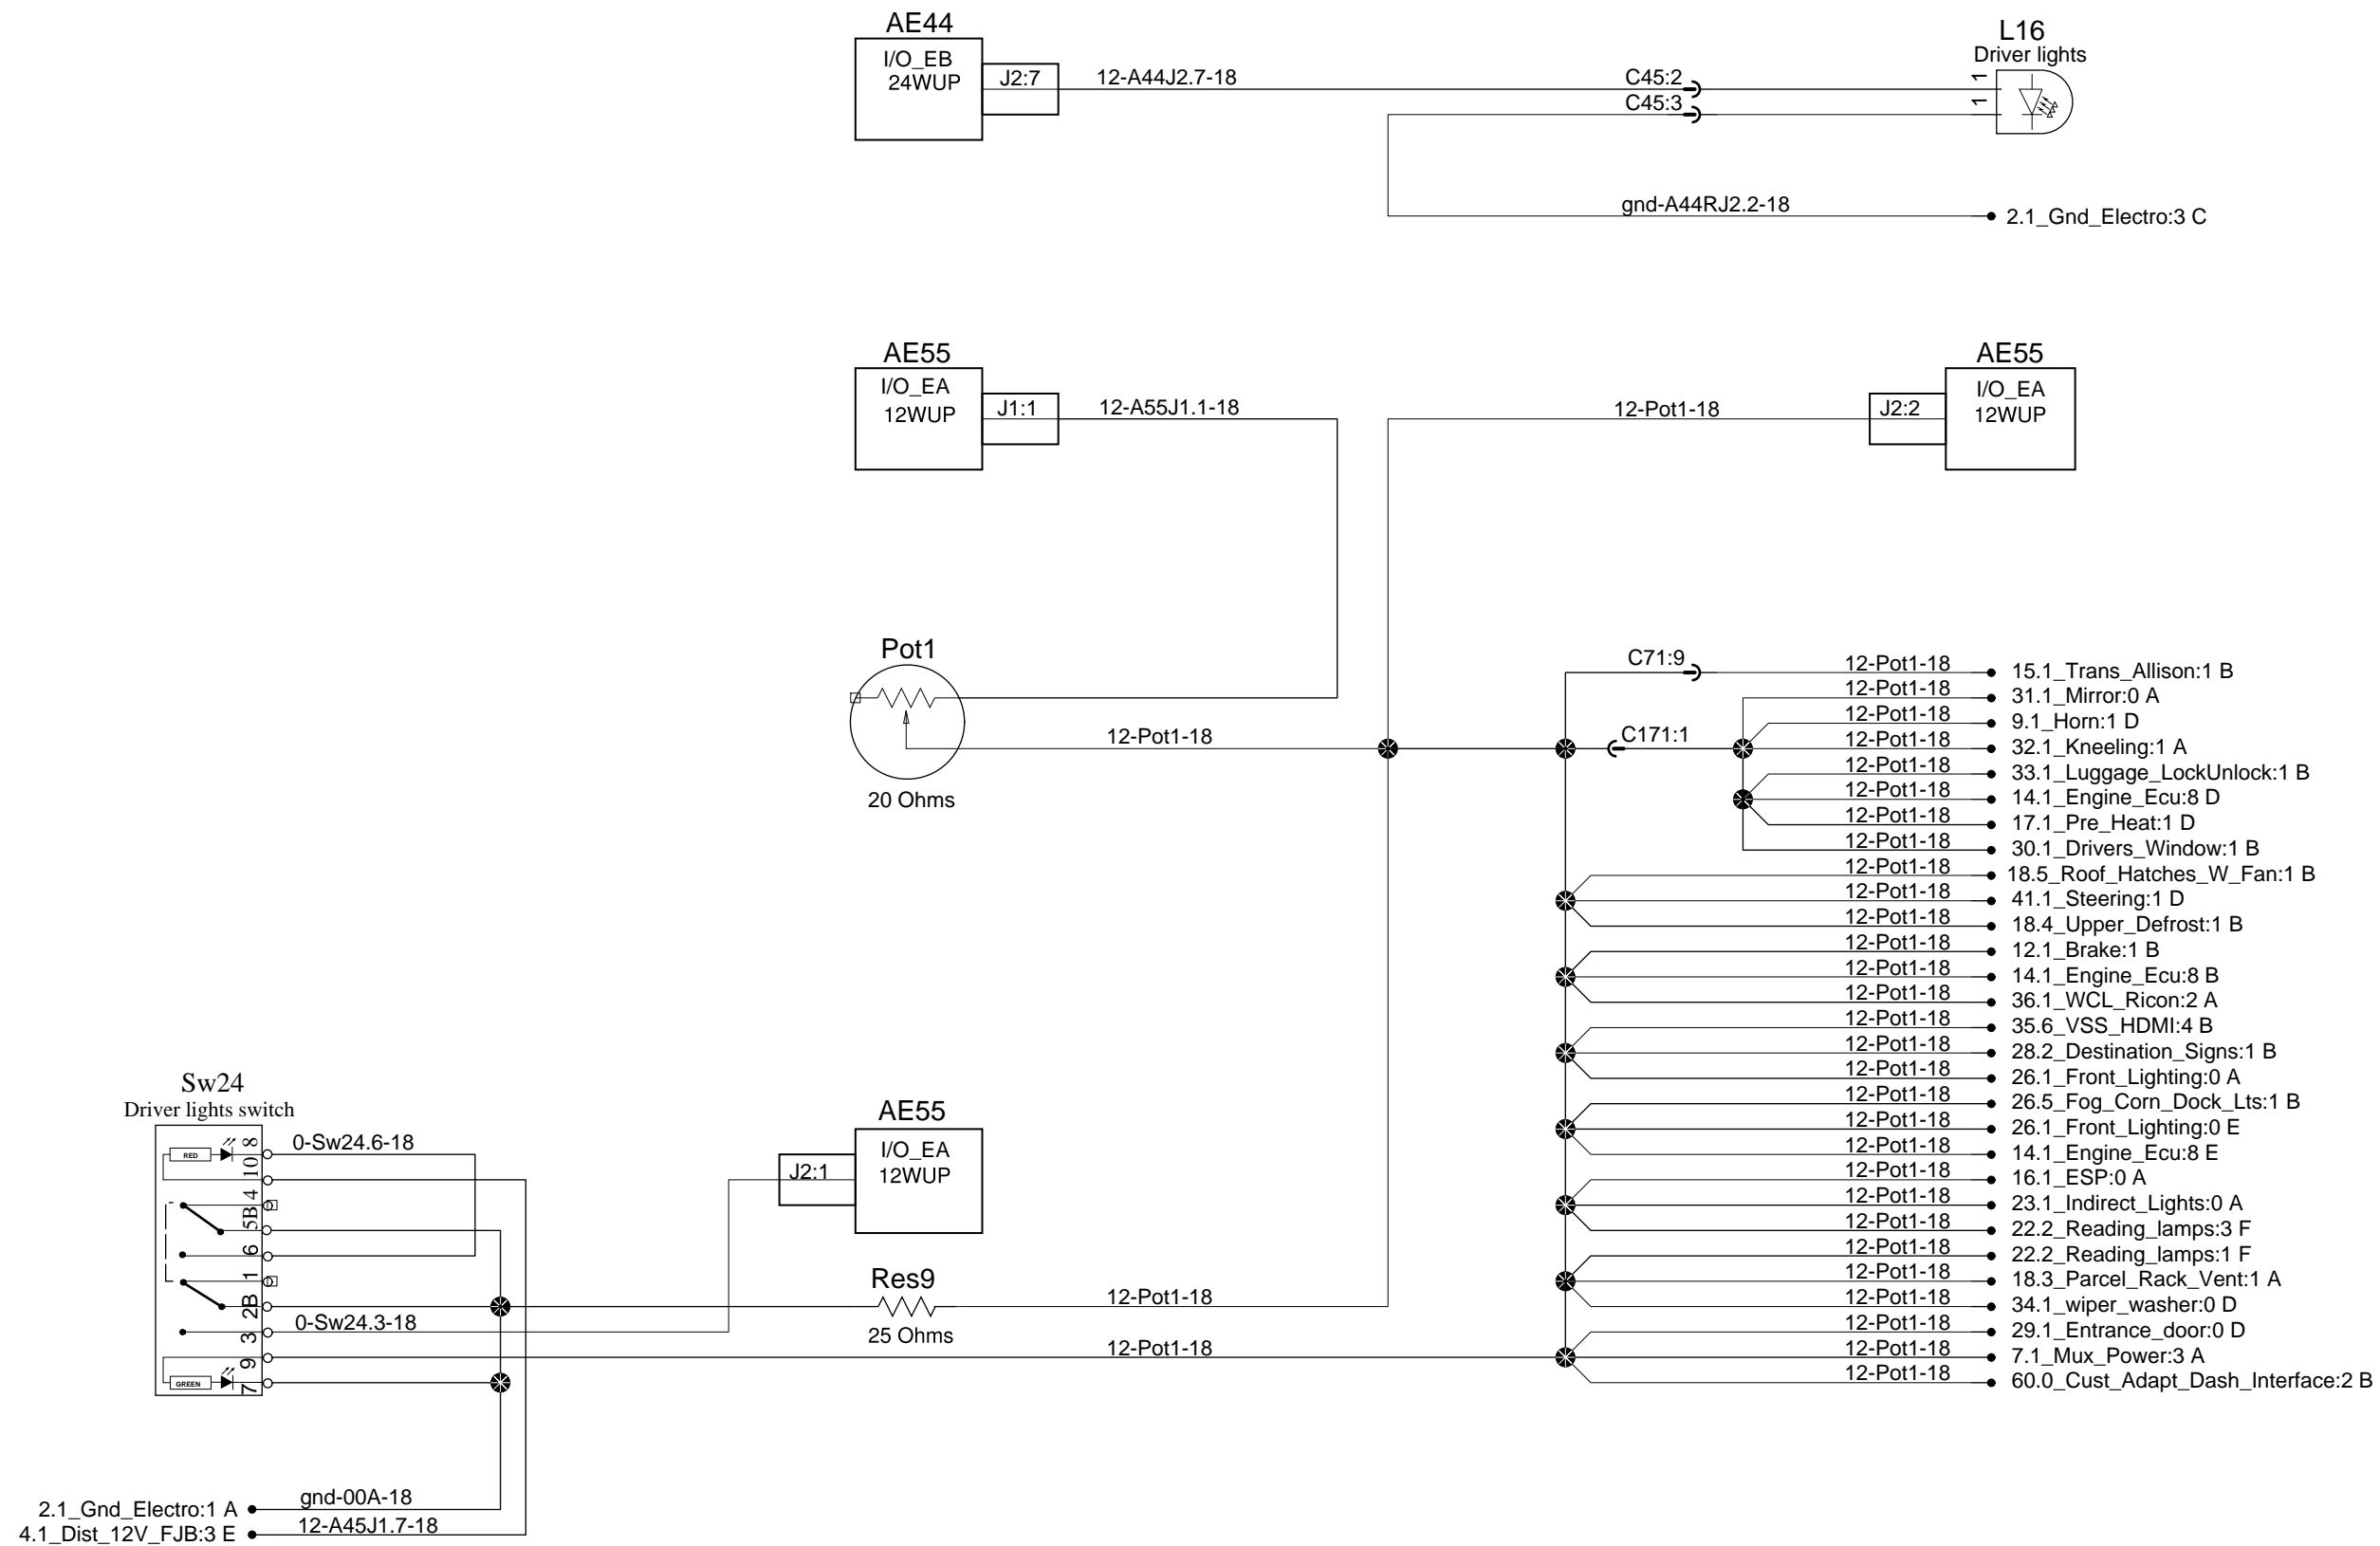 AE44
I/O_EB
24WUP
J2:7
12-A44J2.7-18
C45:2
C45:3
L16
Driver lights
1
1
gnd-A44RJ2.2-18
2.1_Gnd_Electro:3 C
AE55
I/O_EA
12WUP
J1:1
12-A55J1.1-18
12-Pot1-18
J2:2
AE55
I/O_EA
12WUP
Pot1
20 Ohms
12-Pot1-18
C71:9
C171:1
12-Pot1-18 15.1_Trans_Allison:1 B
12-Pot1-18 31.1_Mirror:0 A
12-Pot1-18 9.1_Horn:1 D
12-Pot1-18 32.1_Kneeling:1 A
12-Pot1-18 33.1_Luggage_LockUnlock:1 B
12-Pot1-18 14.1_Engine_Ecu:8 D
12-Pot1-18 17.1_Pre_Heat:1 D
12-Pot1-18 30.1_Drivers_Window:1 B
12-Pot1-18 18.5_Roof_Hatches_W_Fan:1 B
12-Pot1-18 41.1_Steering:1 D
12-Pot1-18 18.4_Upper_Defrost:1 B
12-Pot1-18 12.1_Brake:1 B
12-Pot1-18 14.1_Engine_Ecu:8 B
12-Pot1-18 36.1_WCL_Ricon:2 A
12-Pot1-18 35.6_VSS_HDMI:4 B
12-Pot1-18 28.2_Destination_Signs:1 B
12-Pot1-18 26.1_Front_Lighting:0 A
12-Pot1-18 26.5_Fog_Corn_Dock_Lts:1 B
12-Pot1-18 26.1_Front_Lighting:0 E
12-Pot1-18 14.1_Engine_Ecu:8 E
12-Pot1-18 16.1_ESP:0 A
12-Pot1-18 23.1_Indirect_Lights:0 A
12-Pot1-18 22.2_Reading_lamps:3 F
12-Pot1-18 22.2_Reading_lamps:1 F
12-Pot1-18 18.3_Parcel_Rack_Vent:1 A
12-Pot1-18 34.1_wiper_washer:0 D
12-Pot1-18 29.1_Entrance_door:0 D
12-Pot1-18 7.1_Mux_Power:3 A
12-Pot1-18 60.0_Cust_Adapt_Dash_Interface:2 B
Sw24
Driver lights switch
RED
8
10
4
5B
6
1
2B
3
9
7
GREEN
0-Sw24.6-18
0-Sw24.3-18
AE55
I/O_EA
12WUP
J2:1
Res9
25 Ohms
12-Pot1-18
12-Pot1-18
gnd-00A-18
2.1_Gnd_Electro:1 A
12-A45J1.7-18
4.1_Dist_12V_FJB:3 E